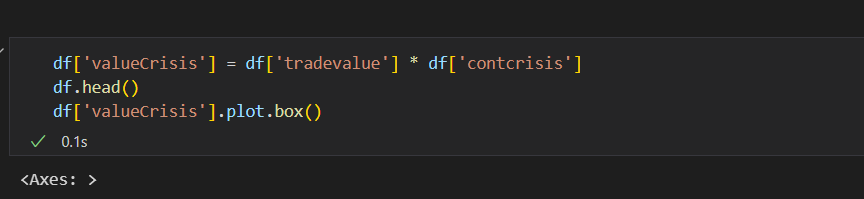 df['valueCrisis'] = df['tradevalue'] * df['contcrisis']
df.head()
df['valueCrisis'].plot.box()
0.1s
<Axes: >